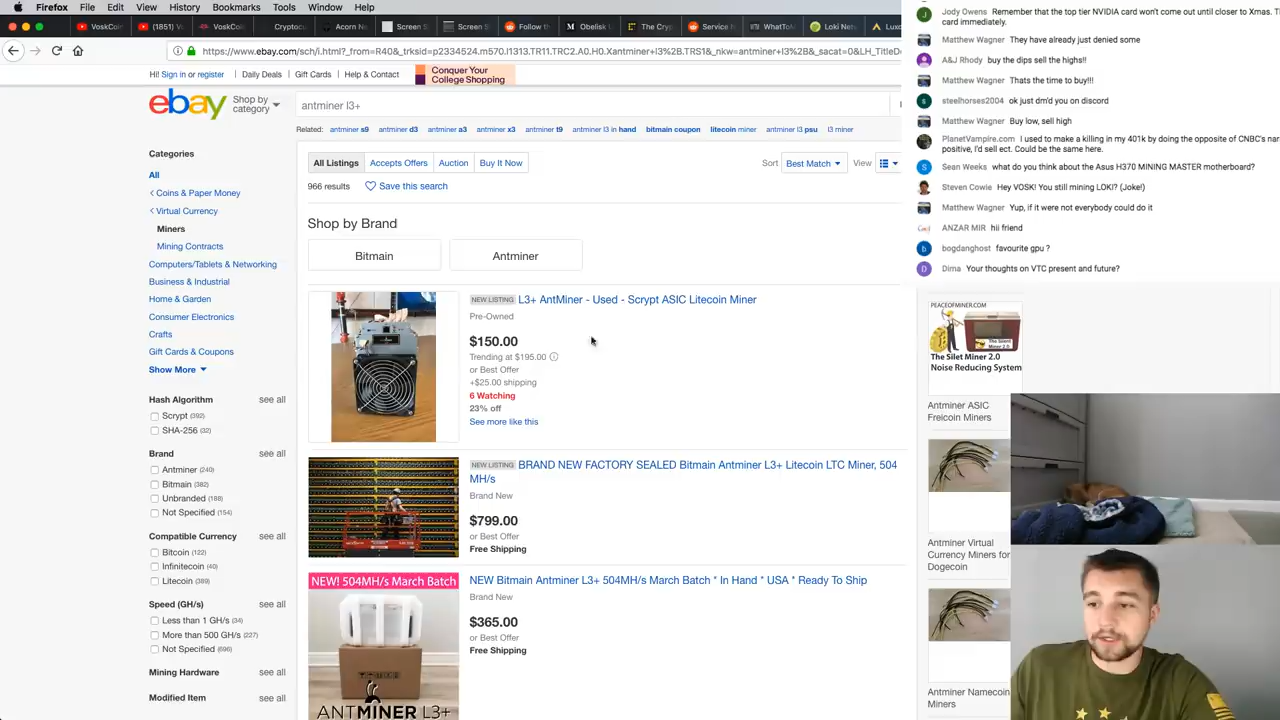 Firefox File Edit View History Bookmarks Tools Window Help
VoskCoin (1851) VoskCoin Cryptocu Acorn N Screen S Screen S Follow t Obelisk The Cry Service WhatToM Loki Net Luxo
https://www.ebay.com/sch/i.html?_from=R40&_trksid=p2334524.m570.l1313.TR11.TRC2.A0.H0.Xantminer+l3%2B.TRS1&_nkw=antminer+l3%2B&_sacat=0&LH_TitleD
Hi! Sign in or register Daily Deals Gift Cards Help & Contact
Conquer Your
College Shopping
ebay
Shop by
category
antminer l3+
Related: antminer s9 antminer d3 antminer a3 antminer x3 antminer t9 antminer l3 in hand bitmain coupon litecoin miner antminer l3 psu l3 miner
Categories
All
Coins & Paper Money
Virtual Currency
Miners
Mining Contracts
Computers/Tablets & Networking
Business & Industrial
Home & Garden
Consumer Electronics
Crafts
Gift Cards & Coupons
Show More
Hash Algorithm see all
Scrypt (392)
SHA-256 (32)
Brand see all
Antminer (240)
Bitmain (382)
Unbranded (188)
Not Specified (154)
Compatible Currency see all
Bitcoin (122)
Infinitecoin (40)
Litecoin (389)
Speed (GH/s) see all
Less than 1 GH/s (34)
More than 500 GH/s (227)
Not Specified (696)
Mining Hardware see all
Modified Item see all
All Listings Accepts Offers Auction Buy It Now
Sort Best Match View
966 results Save this search
Shop by Brand
Bitmain Antminer
NEW LISTING L3+ AntMiner - Used - Scrypt ASIC Litecoin Miner
Pre-Owned
$150.00
Trending at $195.00
or Best Offer
+$25.00 shipping
6 Watching
23% off
See more like this
NEW LISTING BRAND NEW FACTORY SEALED Bitmain Antminer L3+ Litecoin LTC Miner, 504
MH/s
Brand New
$799.00
or Best Offer
Free Shipping
NEW! 504MH/s March Batch
ANTMINER L3+
NEW Bitmain Antminer L3+ 504MH/s March Batch * In Hand * USA * Ready To Ship
Brand New
$365.00
or Best Offer
Free Shipping
Jody Owens Remember that the top tier NVIDIA card won't come out until closer to Xmas.
card immediately.
Matthew Wagner They have already just denied some
A&J Rhody buy the dips sell the highs!!
Matthew Wagner Thats the time to buy!!!
steelhorses2004 ok just dm'd you on discord
Matthew Wagner Buy low, sell high
PlanetVampire.com I used to make a killing in my 401k by doing the opposite of CNBC's
positive, I'd sell ect. Could be the same here.
Sean Weeks what do you think about the Asus H370 MINING MASTER motherboard?
Steven Cowie Hey VOSK! You still mining LOKI? (Joke!)
Matthew Wagner Yup, if it were not everybody could do it
ANZAR MIR hii friend
bogdanghost favourite gpu ?
Dima Your thoughts on VTC present and future?
PEACEOFMINER.COM
The Silet Miner 2.0
Noise Reducing System
Antminer ASIC
Freicoin Miners
Antminer Virtual
Currency Miners for
Dogecoin
Antminer Namecoin
Miners